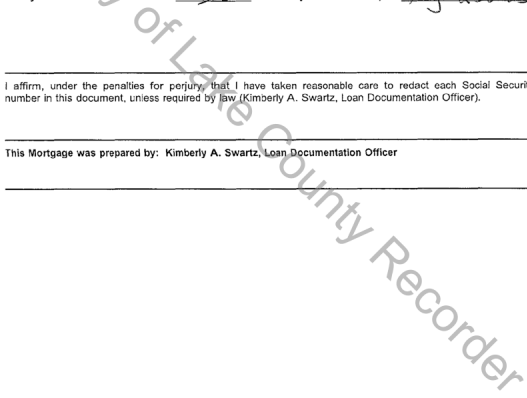 I affirm, under the penalties for perjury, that I have taken reasonable care to redact each Social Securit
number in this document, unless required by law (Kimberly A. Swartz, Loan Documentation Officer).
This Mortgage was prepared by: Kimberly A. Swartz, Loan Documentation Officer
of Lake County Recorder